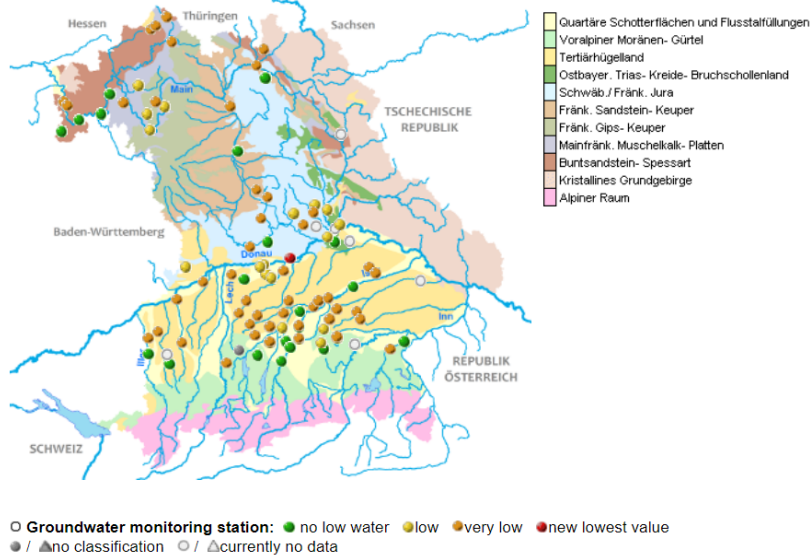 Hessen
Thüringen
Sachsen
Main
TSCHECHISCHE
REPUBLIK
Baden-Württemberg
Donau
Lech
Inn
REPUBLIK
ÖSTERREICH
SCHWEIZ
Quartäre Schotterflächen und Flusstalfüllungen
Voralpiner Moränen- Gürtel
Tertiärhügelland
Ostbayer. Trias- Kreide- Bruchschollenland
Schwäb./ Fränk. Jura
Fränk. Sandstein- Keuper
Fränk. Gips- Keuper
Mainfränk. Muschelkalk- Platten
Buntsandstein- Spessart
Kristallines Grundgebirge
Alpiner Raum
Groundwater monitoring station: no low water low very low new lowest value
/ no classification / currently no data